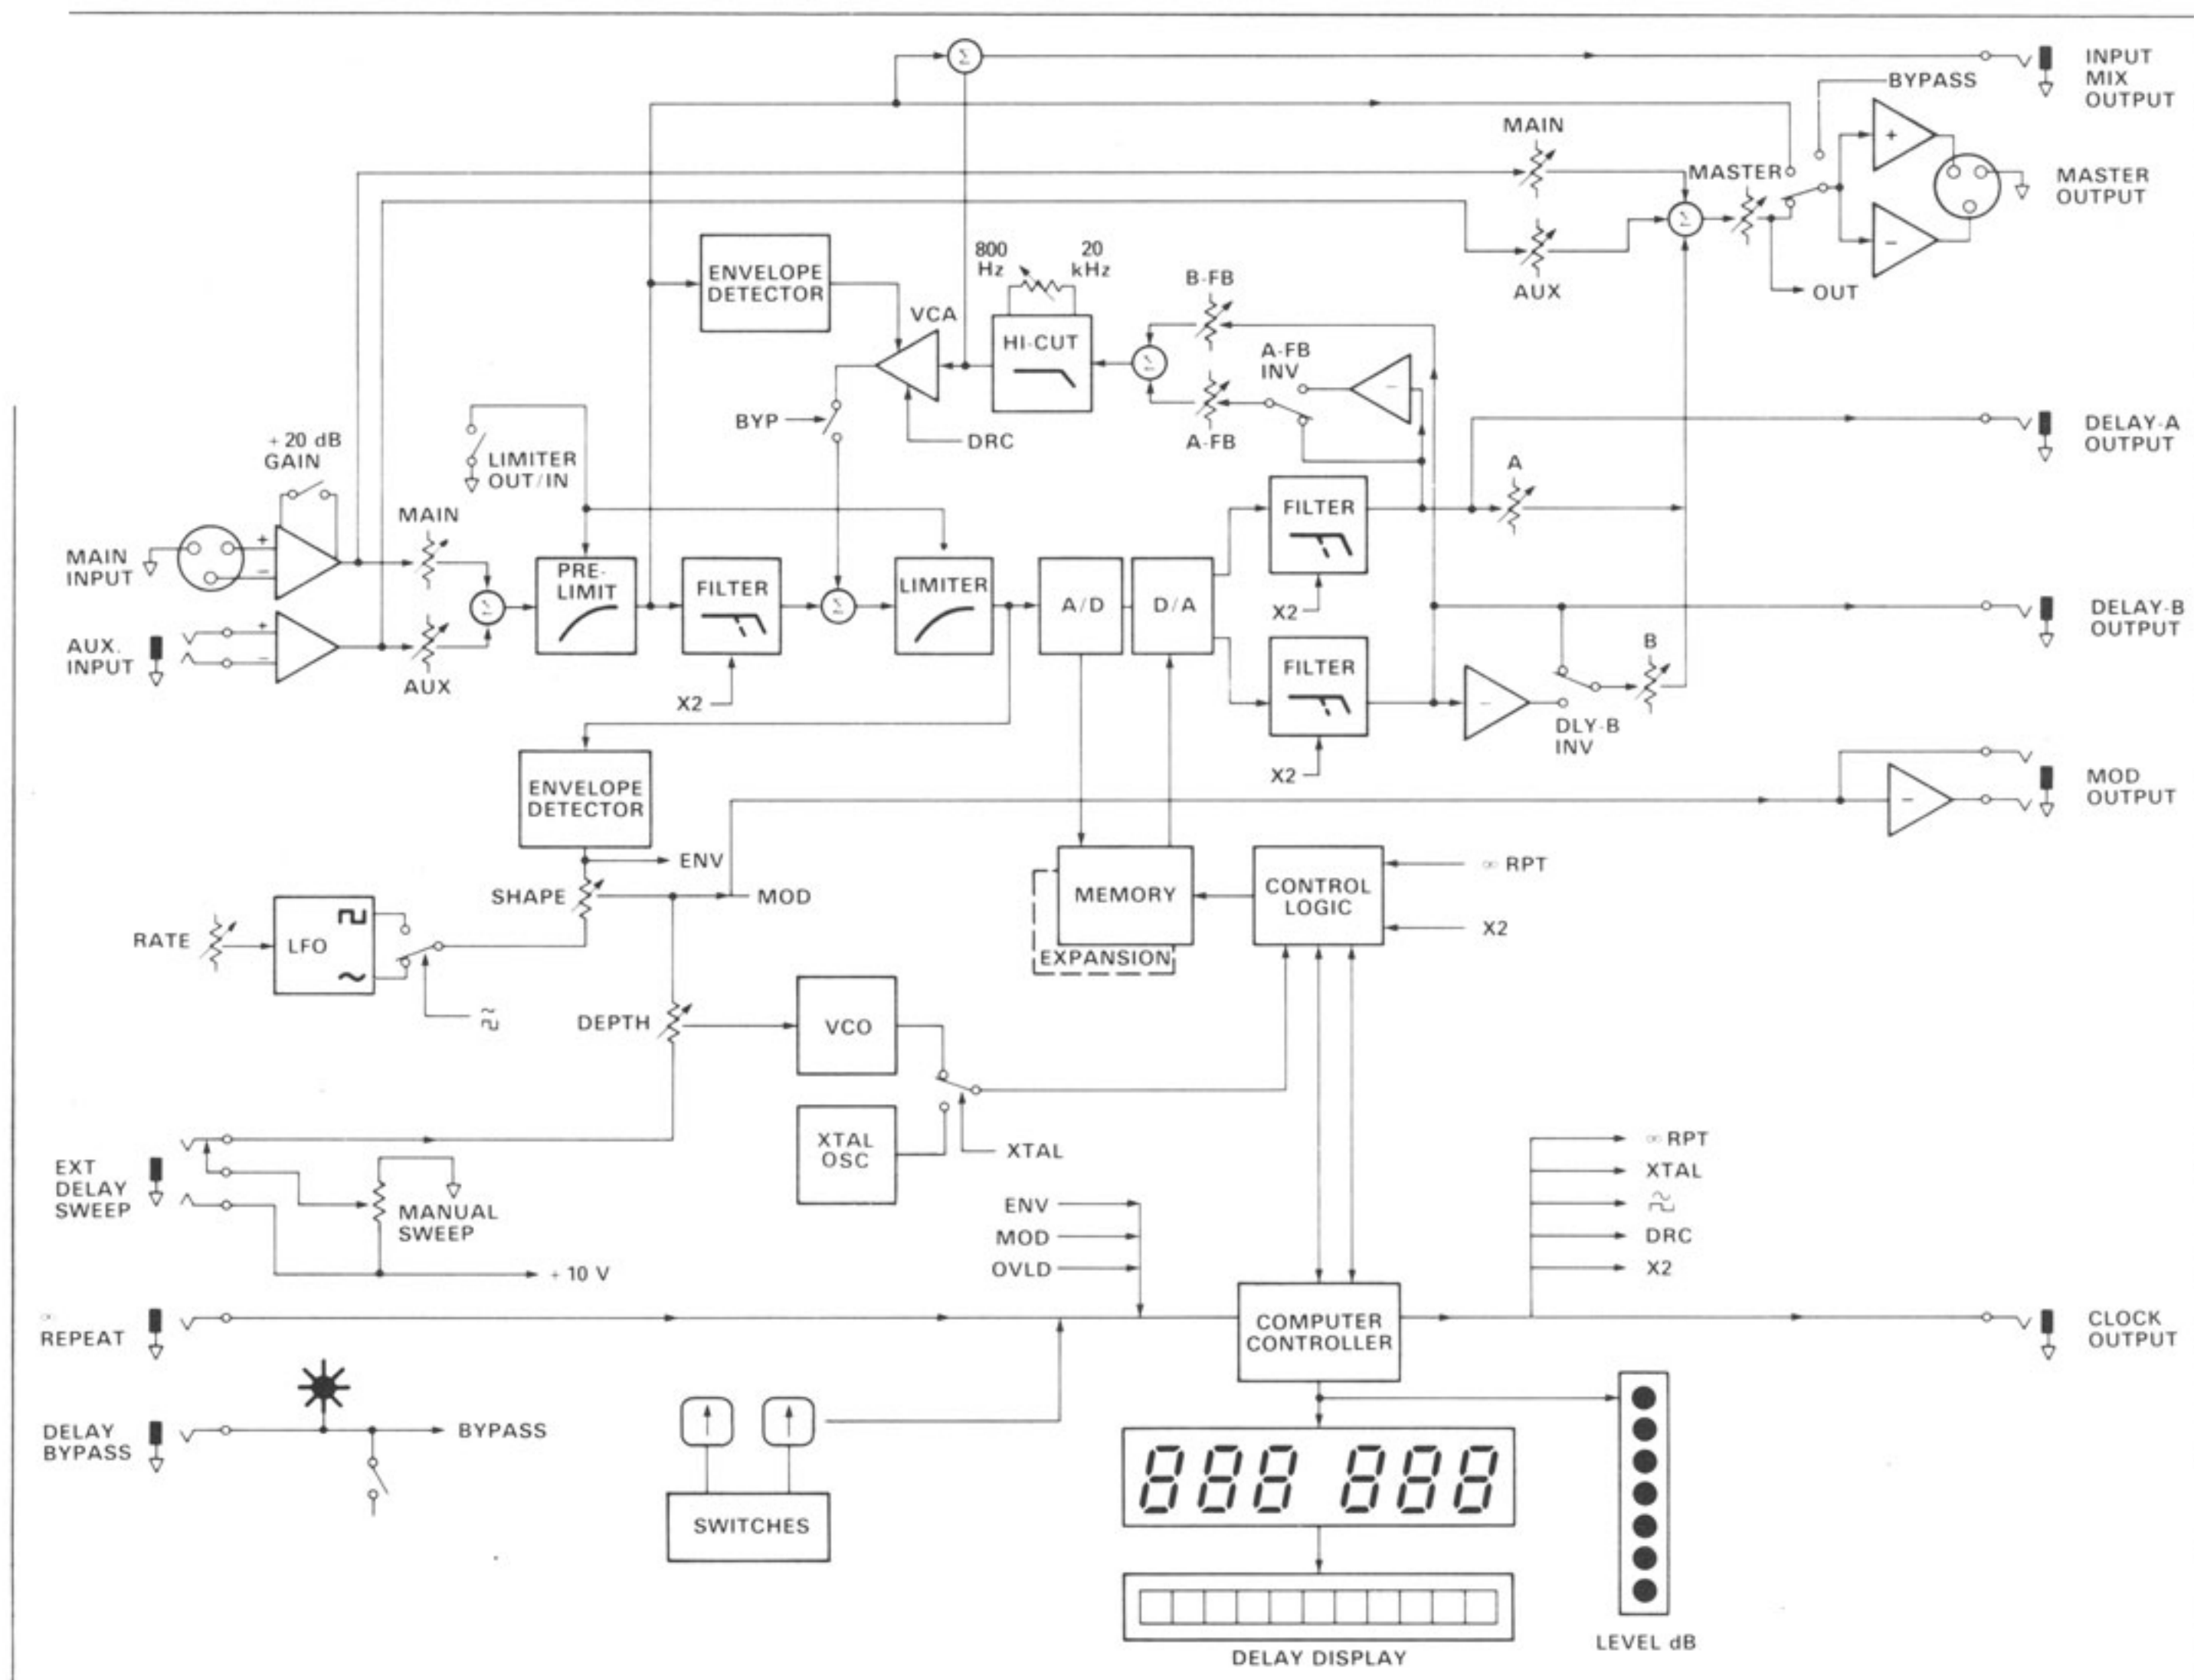 INPUT
MIX
OUTPUT
BYPASS
MAIN
MASTER
MASTER
OUTPUT
AUX
OUT
ENVELOPE
DETECTOR
800
Hz
20
kHz
VCA
HI-CUT
B-FB
A-FB
INV
A-FB
BYP
DRC
DELAY-A
OUTPUT
+ 20 dB
GAIN
LIMITER
OUT/IN
MAIN
INPUT
+
−
MAIN
AUX.
INPUT
+
−
AUX
PRE-
LIMIT
FILTER
X2
LIMITER
A/D
D/A
FILTER
X2
FILTER
X2
A
B
DELAY-B
OUTPUT
DLY-B
INV
MOD
OUTPUT
ENVELOPE
DETECTOR
ENV
SHAPE
MOD
RATE
LFO
DEPTH
VCO
XTAL
OSC
XTAL
MEMORY
EXPANSION
CONTROL
LOGIC
∞ RPT
X2
EXT
DELAY
SWEEP
MANUAL
SWEEP
+ 10 V
ENV
MOD
OVLD
∞ RPT
XTAL
DRC
X2
∞
REPEAT
COMPUTER
CONTROLLER
CLOCK
OUTPUT
DELAY
BYPASS
BYPASS
SWITCHES
888 888
DELAY DISPLAY
LEVEL dB